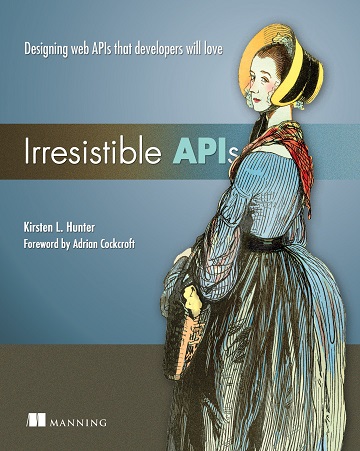 Designing web APIs that developers will love
Irresistible APIs
Kirsten L. Hunter
Foreword by Adrian Cockcroft
MANNING